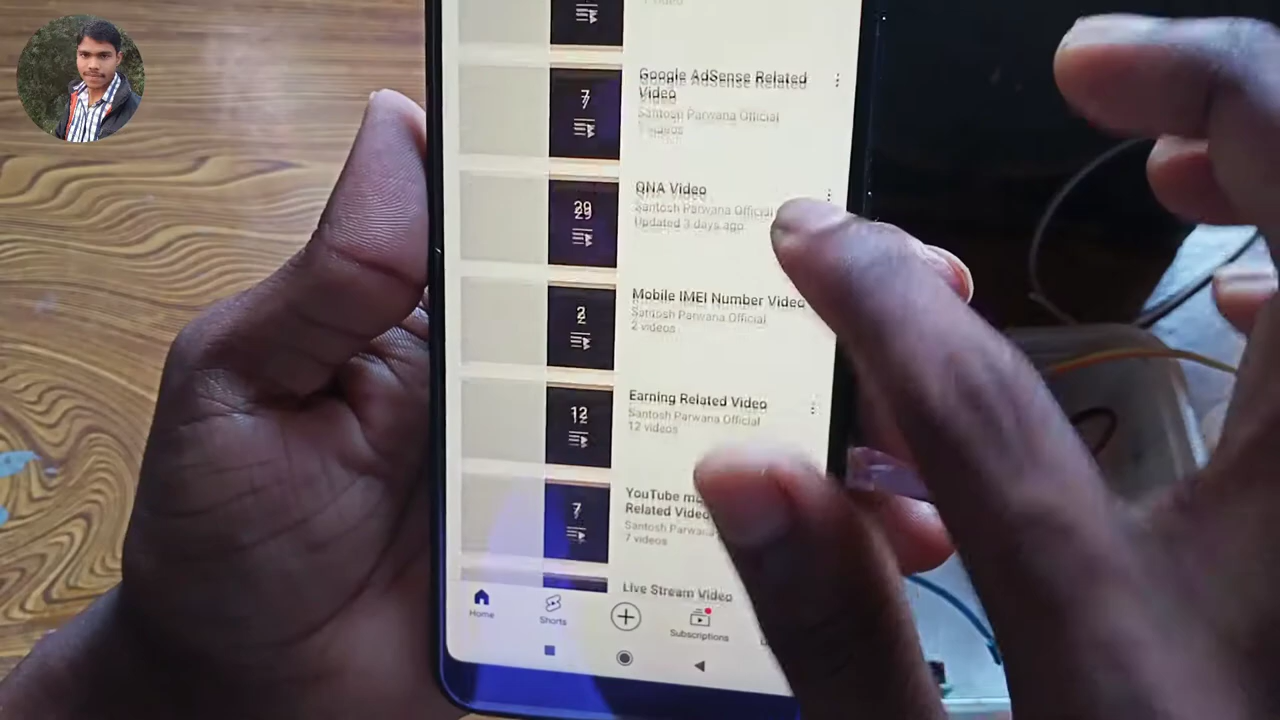 Google AdSense Related
Video
Santosh Parwana Official
videos
7
QNA Video
Santosh Parwana Official
Updated 3 days ago
29
Mobile IMEI Number Video
Santosh Parwana Official
2 videos
2
Earning Related Video
Santosh Parwana Official
12 videos
12
YouTube
Related Video
Santosh
7 videos
7
Live Stream Video
Home
Shorts
Subscriptions